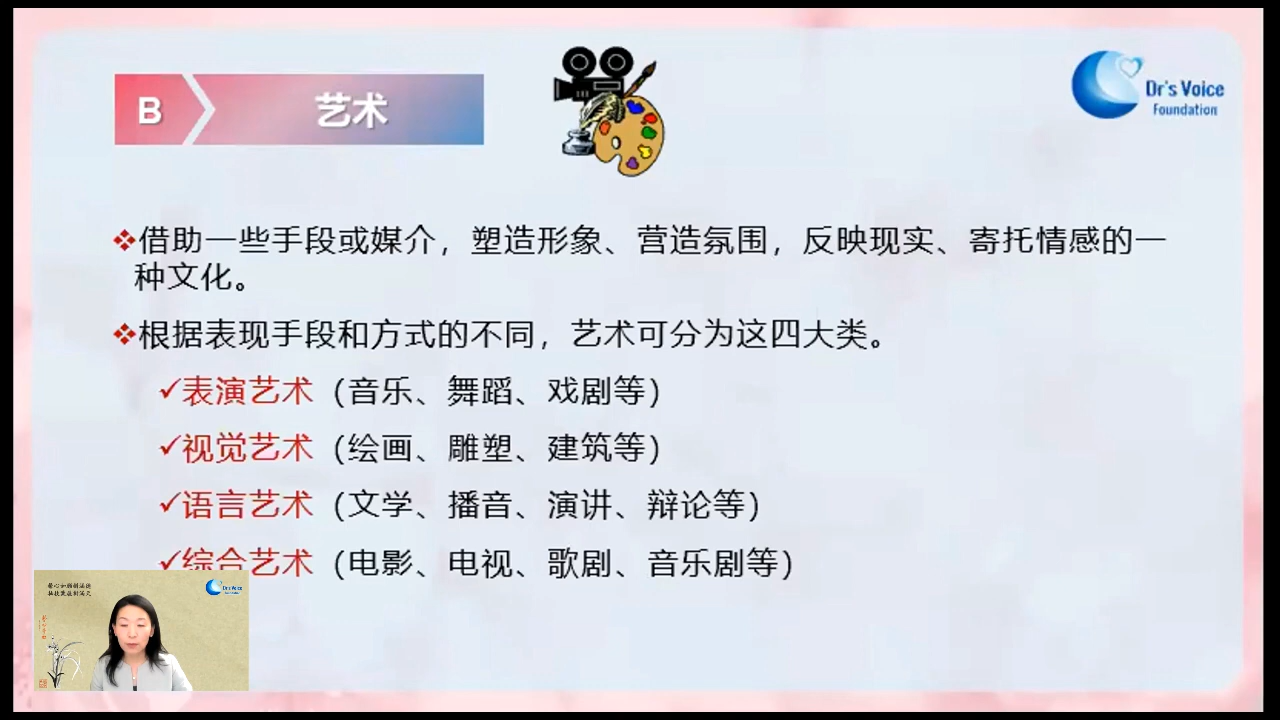 B 艺术
Dr's Voice
Foundation
借助一些手段或媒介，塑造形象、营造氛围，反映现实、寄托情感的一
种文化。
根据表现手段和方式的不同，艺术可分为这四大类。
表演艺术（音乐、舞蹈、戏剧等）
视觉艺术（绘画、雕塑、建筑等）
语言艺术（文学、播音、演讲、辩论等）
综合艺术（电影、电视、歌剧、音乐剧等）
Dr's Voice